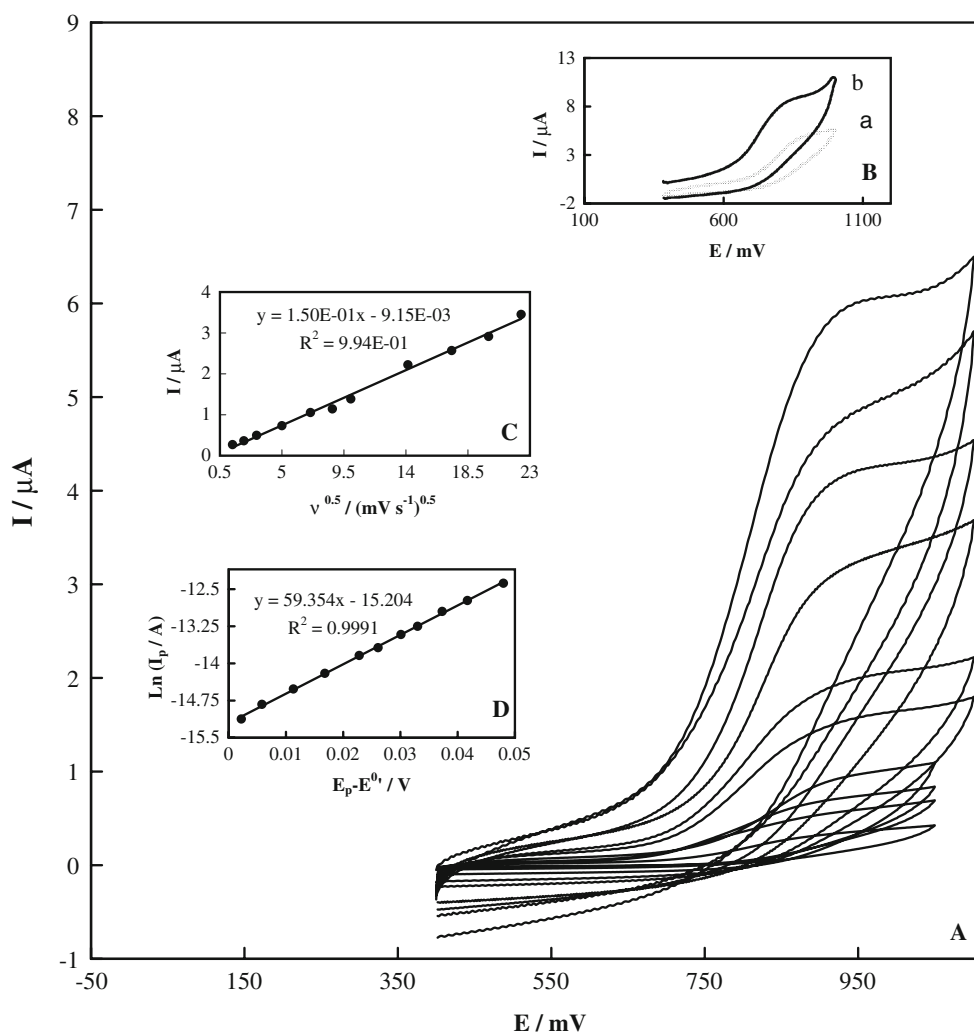 9
8
7
6
5
4
3
2
1
0
-1
I / μA
-50 150 350 550 750 950
E / mV
A
13
8
3
-2
I / μA
b
a
B
100 600 1100
E / mV
4
3
2
1
0
I / μA
y = 1.50E-01x - 9.15E-03
R² = 9.94E-01
C
0.5 5 9.5 14 18.5 23
ν ⁰·⁵ / (mV s⁻¹)⁰·⁵
-12.5
-13.25
-14
-14.75
-15.5
Ln (Iₚ / A)
y = 59.354x - 15.204
R² = 0.9991
D
0 0.01 0.02 0.03 0.04 0.05
Eₚ-E⁰' / V